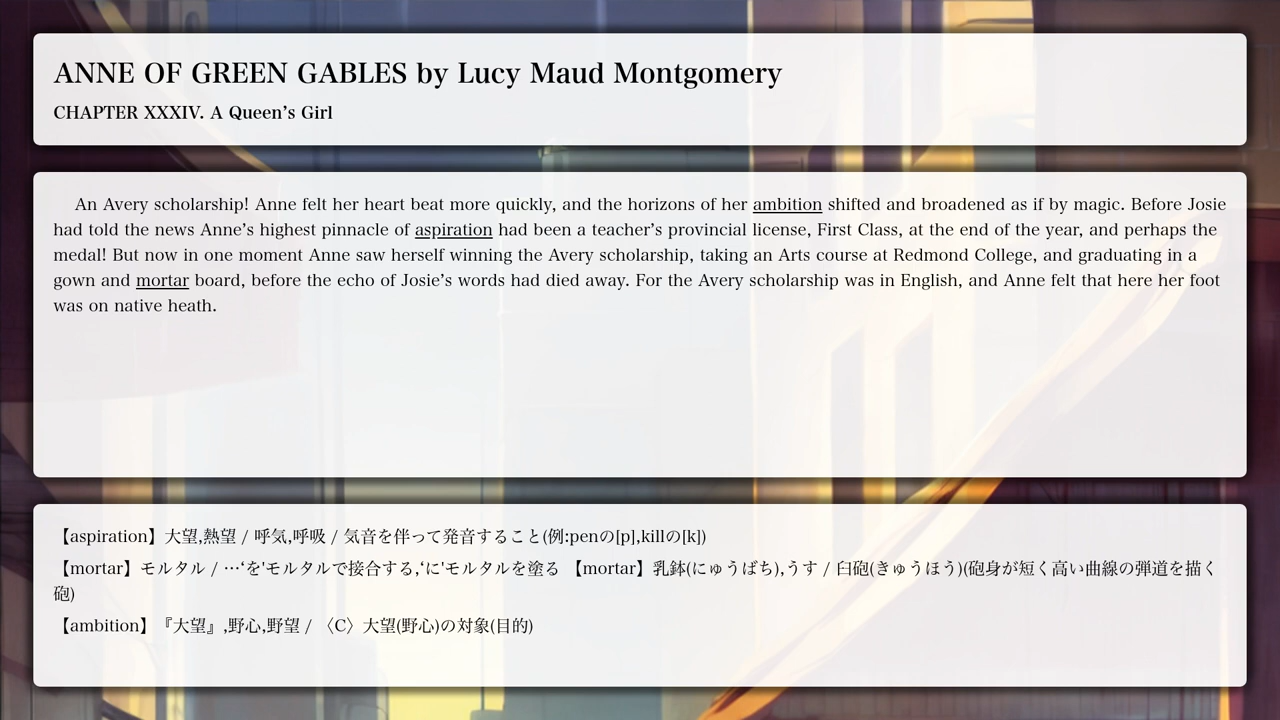 ANNE OF GREEN GABLES by Lucy Maud Montgomery
CHAPTER XXXIV. A Queen’s Girl
An Avery scholarship! Anne felt her heart beat more quickly, and the horizons of her ambition shifted and broadened as if by magic. Before Josie
had told the news Anne’s highest pinnacle of aspiration had been a teacher’s provincial license, First Class, at the end of the year, and perhaps the
medal! But now in one moment Anne saw herself winning the Avery scholarship, taking an Arts course at Redmond College, and graduating in a
gown and mortar board, before the echo of Josie’s words had died away. For the Avery scholarship was in English, and Anne felt that here her foot
was on native heath.
【aspiration】大望,熱望 / 呼気,呼吸 / 気音を伴って発音すること(例:penの[p],killの[k])
【mortar】モルタル / …‘を'モルタルで接合する,‘に'モルタルを塗る 【mortar】乳鉢(にゅうばち),うす / 臼砲(きゅうほう)(砲身が短く高い曲線の弾道を描く
砲)
【ambition】『大望』,野心,野望 / 〈C〉大望(野心)の対象(目的)